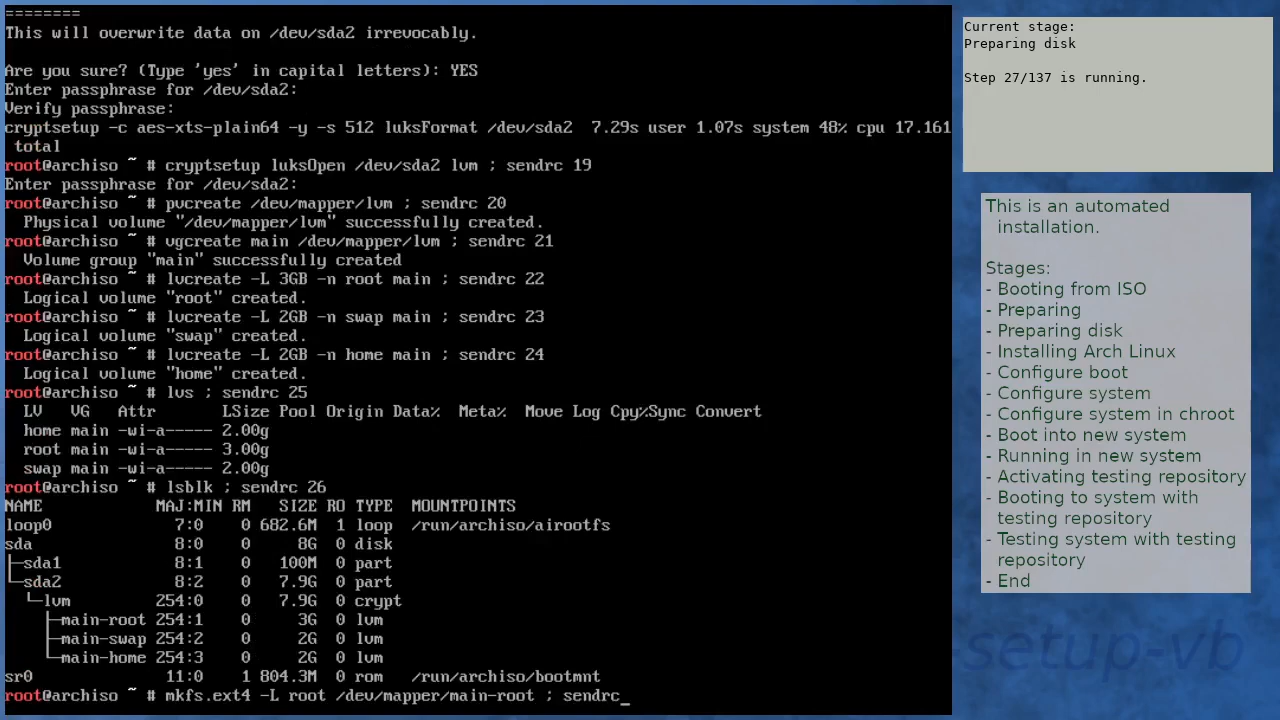 ========
This will overwrite data on /dev/sda2 irrevocably.
Are you sure? (Type 'yes' in capital letters): YES
Enter passphrase for /dev/sda2:
Verify passphrase:
cryptsetup -c aes-xts-plain64 -y -s 512 luksFormat /dev/sda2  7.29s user 1.07s system 48% cpu 17.161
 total
root@archiso ~ # cryptsetup luksOpen /dev/sda2 lvm ; sendrc 19
Enter passphrase for /dev/sda2:
root@archiso ~ # pvcreate /dev/mapper/lvm ; sendrc 20
  Physical volume "/dev/mapper/lvm" successfully created.
root@archiso ~ # vgcreate main /dev/mapper/lvm ; sendrc 21
  Volume group "main" successfully created
root@archiso ~ # lvcreate -L 3GB -n root main ; sendrc 22
  Logical volume "root" created.
root@archiso ~ # lvcreate -L 2GB -n swap main ; sendrc 23
  Logical volume "swap" created.
root@archiso ~ # lvcreate -L 2GB -n home main ; sendrc 24
  Logical volume "home" created.
root@archiso ~ # lvs ; sendrc 25
  LV   VG   Attr       LSize Pool Origin Data%  Meta%  Move Log Cpy%Sync Convert
  home main -wi-a----- 2.00g
  root main -wi-a----- 3.00g
  swap main -wi-a----- 2.00g
root@archiso ~ # lsblk ; sendrc 26
NAME            MAJ:MIN RM   SIZE RO TYPE  MOUNTPOINTS
loop0             7:0    0 682.6M  1 loop  /run/archiso/airootfs
sda               8:0    0     8G  0 disk
├─sda1            8:1    0   100M  0 part
└─sda2            8:2    0   7.9G  0 part
  └─lvm         254:0    0   7.9G  0 crypt
    ├─main-root 254:1    0     3G  0 lvm
    ├─main-swap 254:2    0     2G  0 lvm
    └─main-home 254:3    0     2G  0 lvm
sr0              11:0    1 804.3M  0 rom   /run/archiso/bootmnt
root@archiso ~ # mkfs.ext4 -L root /dev/mapper/main-root ; sendrc_
Current stage:
Preparing disk
Step 27/137 is running.
This is an automated
installation.
Stages:
- Booting from ISO
- Preparing
- Preparing disk
- Installing Arch Linux
- Configure boot
- Configure system
- Configure system in chroot
- Boot into new system
- Running in new system
- Activating testing repository
- Booting to system with
testing repository
- Testing system with testing
repository
- End
-setup-vb